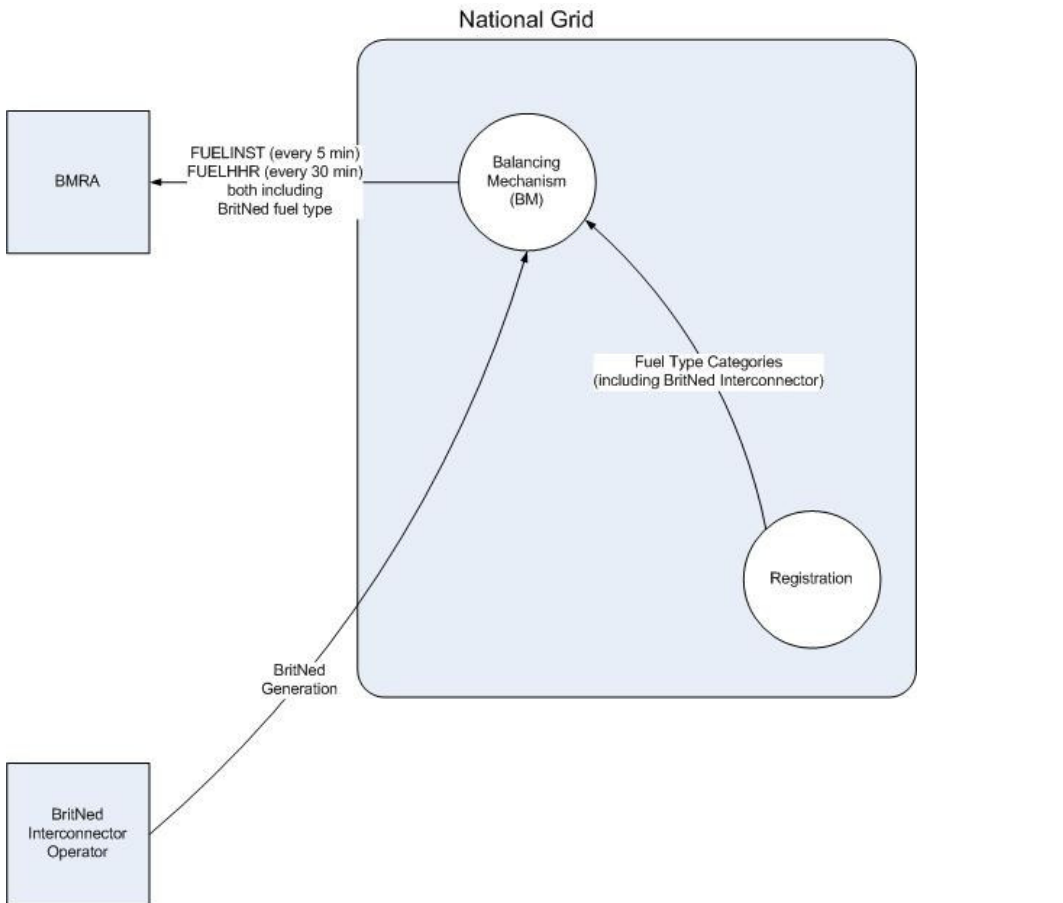 National Grid
BMRA
FUELINST (every 5 min)
FUELHHR (every 30 min)
both including
BritNed fuel type
Balancing
Mechanism
(BM)
Fuel Type Categories
(including BritNed Interconnector)
Registration
BritNed
Generation
BritNed
Interconnector
Operator